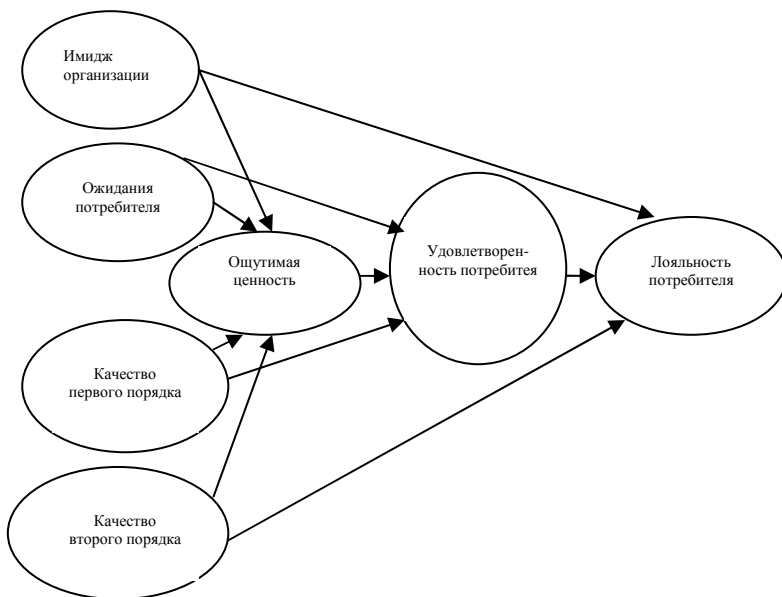 Имидж
организации
Ожидания
потребителя
Ощутимая
ценность
Удовлетворен-
ность потребитея
Лояльность
потребителя
Качество
первого порядка
Качество
второго порядка